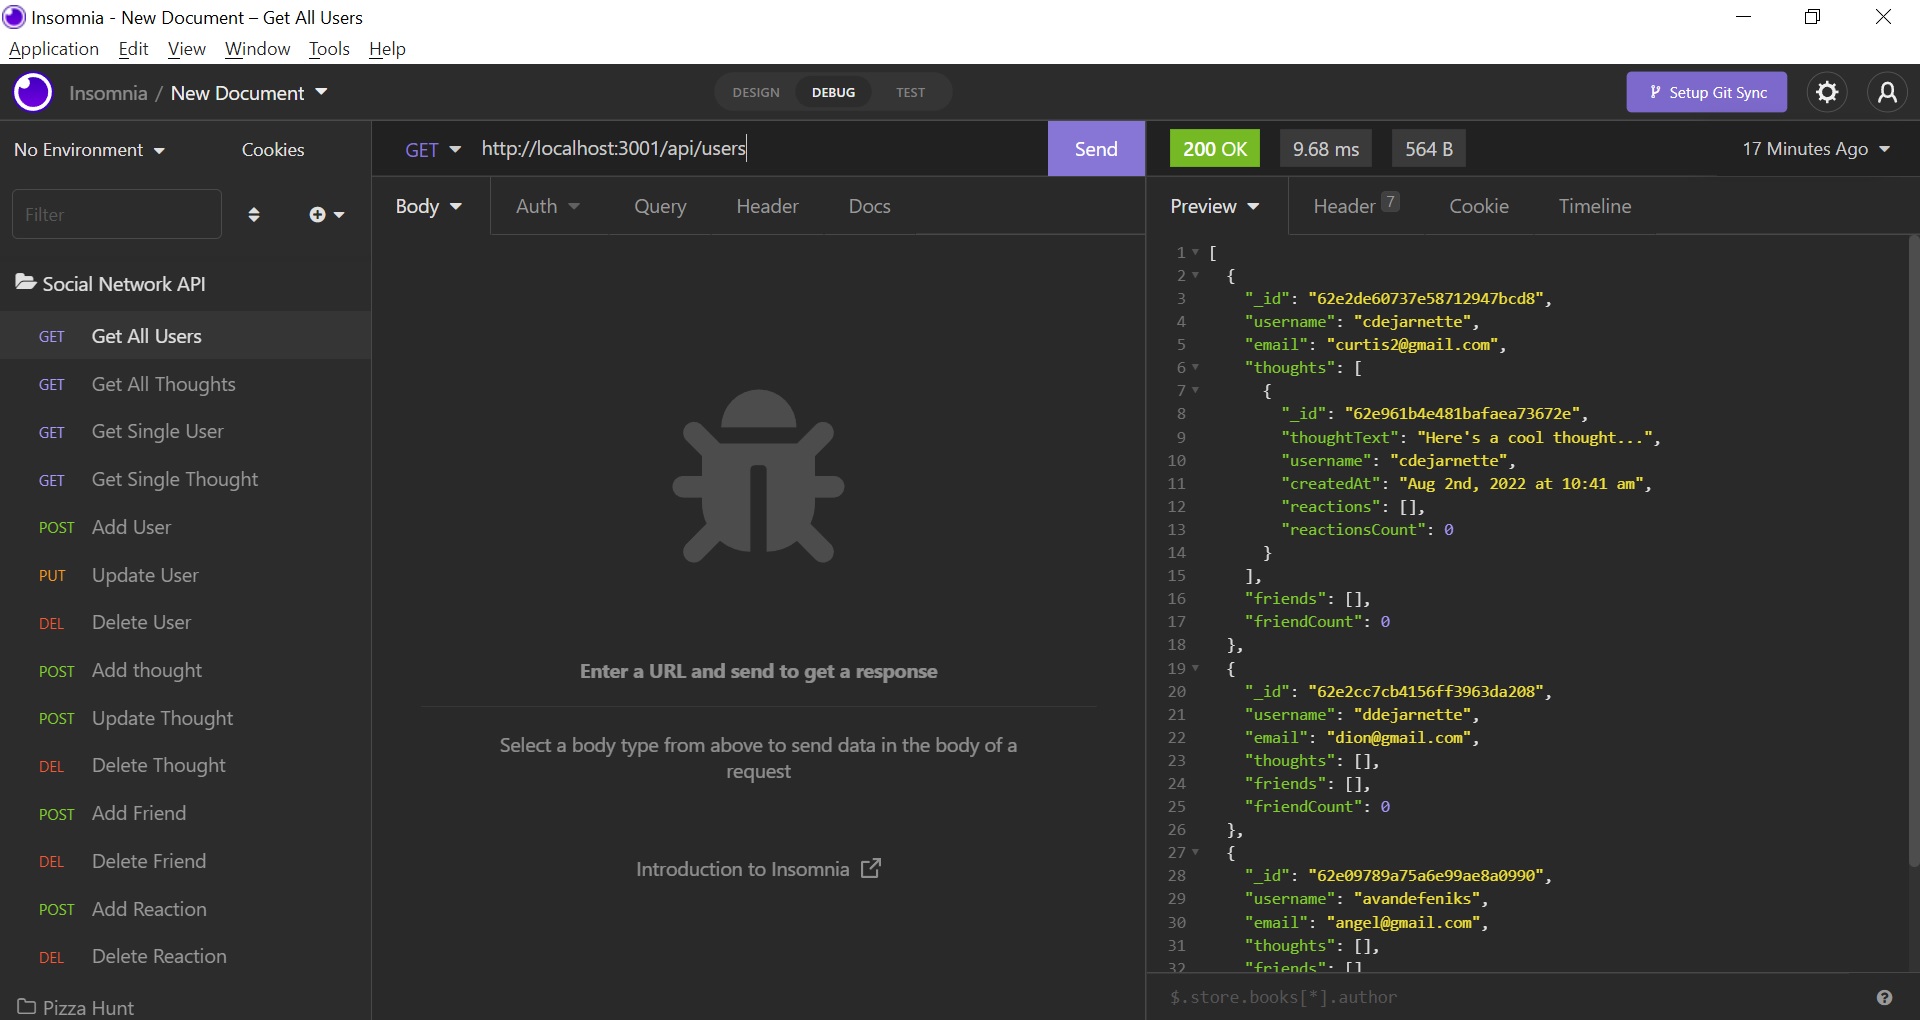 Insomnia - New Document – Get All Users
Application Edit View Window Tools Help
Insomnia / New Document
DESIGN DEBUG TEST
Setup Git Sync
No Environment Cookies
Filter
Social Network API
GET Get All Users
GET Get All Thoughts
GET Get Single User
GET Get Single Thought
POST Add User
PUT Update User
DEL Delete User
POST Add thought
POST Update Thought
DEL Delete Thought
POST Add Friend
DEL Delete Friend
POST Add Reaction
DEL Delete Reaction
Pizza Hunt
GET http://localhost:3001/api/users Send
Body Auth Query Header Docs
Enter a URL and send to get a response
Select a body type from above to send data in the body of a
request
Introduction to Insomnia
200 OK 9.68 ms 564 B 17 Minutes Ago
Preview Header 7 Cookie Timeline
1 [
2 {
3 "_id": "62e2de60737e58712947bcd8",
4 "username": "cdejarnette",
5 "email": "curtis2@gmail.com",
6 "thoughts": [
7 {
8 "_id": "62e961b4e481bafaea73672e",
9 "thoughtText": "Here's a cool thought...",
10 "username": "cdejarnette",
11 "createdAt": "Aug 2nd, 2022 at 10:41 am",
12 "reactions": [],
13 "reactionsCount": 0
14 }
15 ],
16 "friends": [],
17 "friendCount": 0
18 },
19 {
20 "_id": "62e2cc7cb4156ff3963da208",
21 "username": "ddejarnette",
22 "email": "dion@gmail.com",
23 "thoughts": [],
24 "friends": [],
25 "friendCount": 0
26 },
27 {
28 "_id": "62e09789a75a6e99ae8a0990",
29 "username": "avandefeniks",
30 "email": "angel@gmail.com",
31 "thoughts": [],
32 "friends": []
$.store.books[*].author